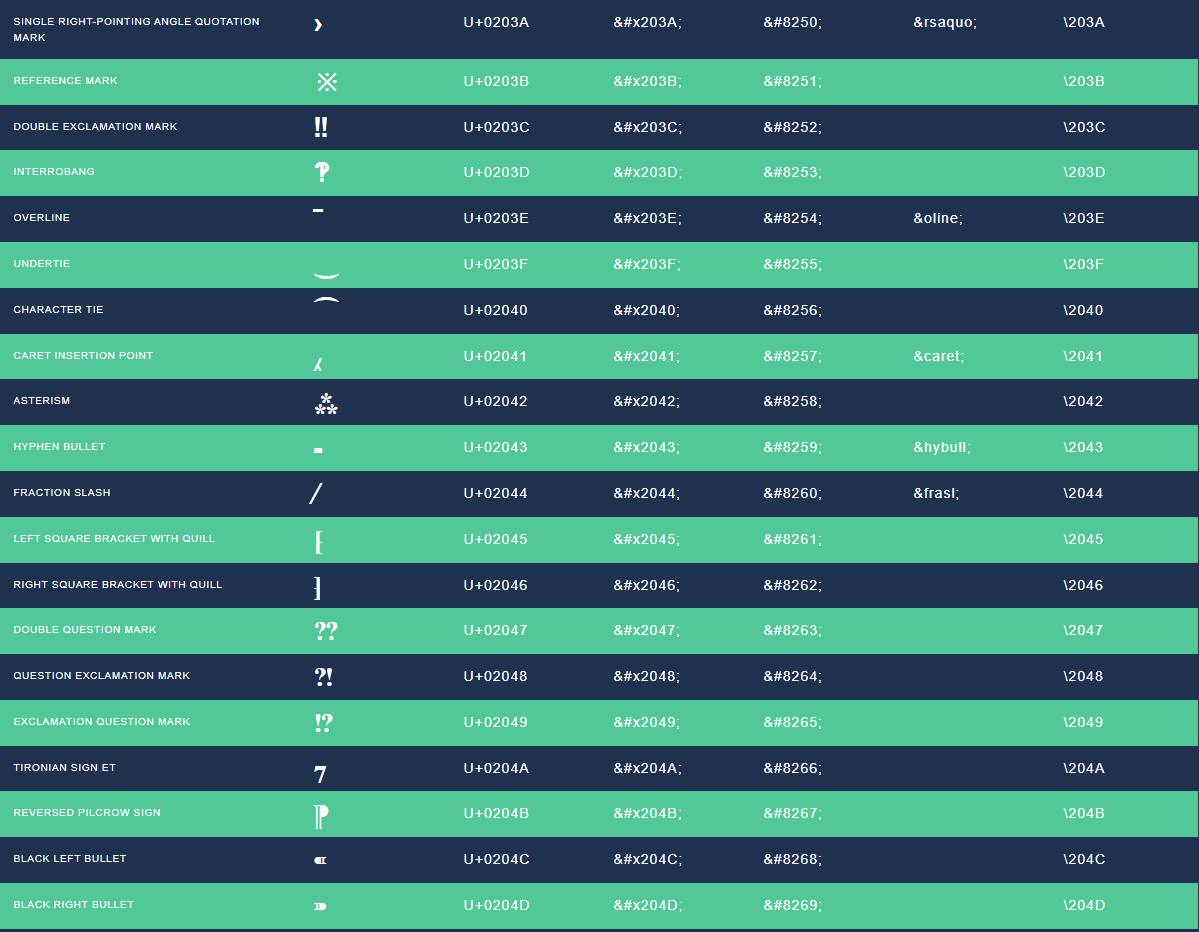 SINGLE RIGHT-POINTING ANGLE QUOTATION MARK › U+0203A &#x203A; &#8250; &rsaquo; \203A
REFERENCE MARK ※ U+0203B &#x203B; &#8251; \203B
DOUBLE EXCLAMATION MARK ‼ U+0203C &#x203C; &#8252; \203C
INTERROBANG ‽ U+0203D &#x203D; &#8253; \203D
OVERLINE ‾ U+0203E &#x203E; &#8254; &oline; \203E
UNDERTIE ‿ U+0203F &#x203F; &#8255; \203F
CHARACTER TIE ⁀ U+02040 &#x2040; &#8256; \2040
CARET INSERTION POINT ⁁ U+02041 &#x2041; &#8257; &caret; \2041
ASTERISM ⁂ U+02042 &#x2042; &#8258; \2042
HYPHEN BULLET ⁃ U+02043 &#x2043; &#8259; &hybull; \2043
FRACTION SLASH ⁄ U+02044 &#x2044; &#8260; &frasl; \2044
LEFT SQUARE BRACKET WITH QUILL ⁅ U+02045 &#x2045; &#8261; \2045
RIGHT SQUARE BRACKET WITH QUILL ⁆ U+02046 &#x2046; &#8262; \2046
DOUBLE QUESTION MARK ⁇ U+02047 &#x2047; &#8263; \2047
QUESTION EXCLAMATION MARK ⁈ U+02048 &#x2048; &#8264; \2048
EXCLAMATION QUESTION MARK ⁉ U+02049 &#x2049; &#8265; \2049
TIRONIAN SIGN ET ⁊ U+0204A &#x204A; &#8266; \204A
REVERSED PILCROW SIGN ⁋ U+0204B &#x204B; &#8267; \204B
BLACK LEFT BULLET ⁌ U+0204C &#x204C; &#8268; \204C
BLACK RIGHT BULLET ⁍ U+0204D &#x204D; &#8269; \204D